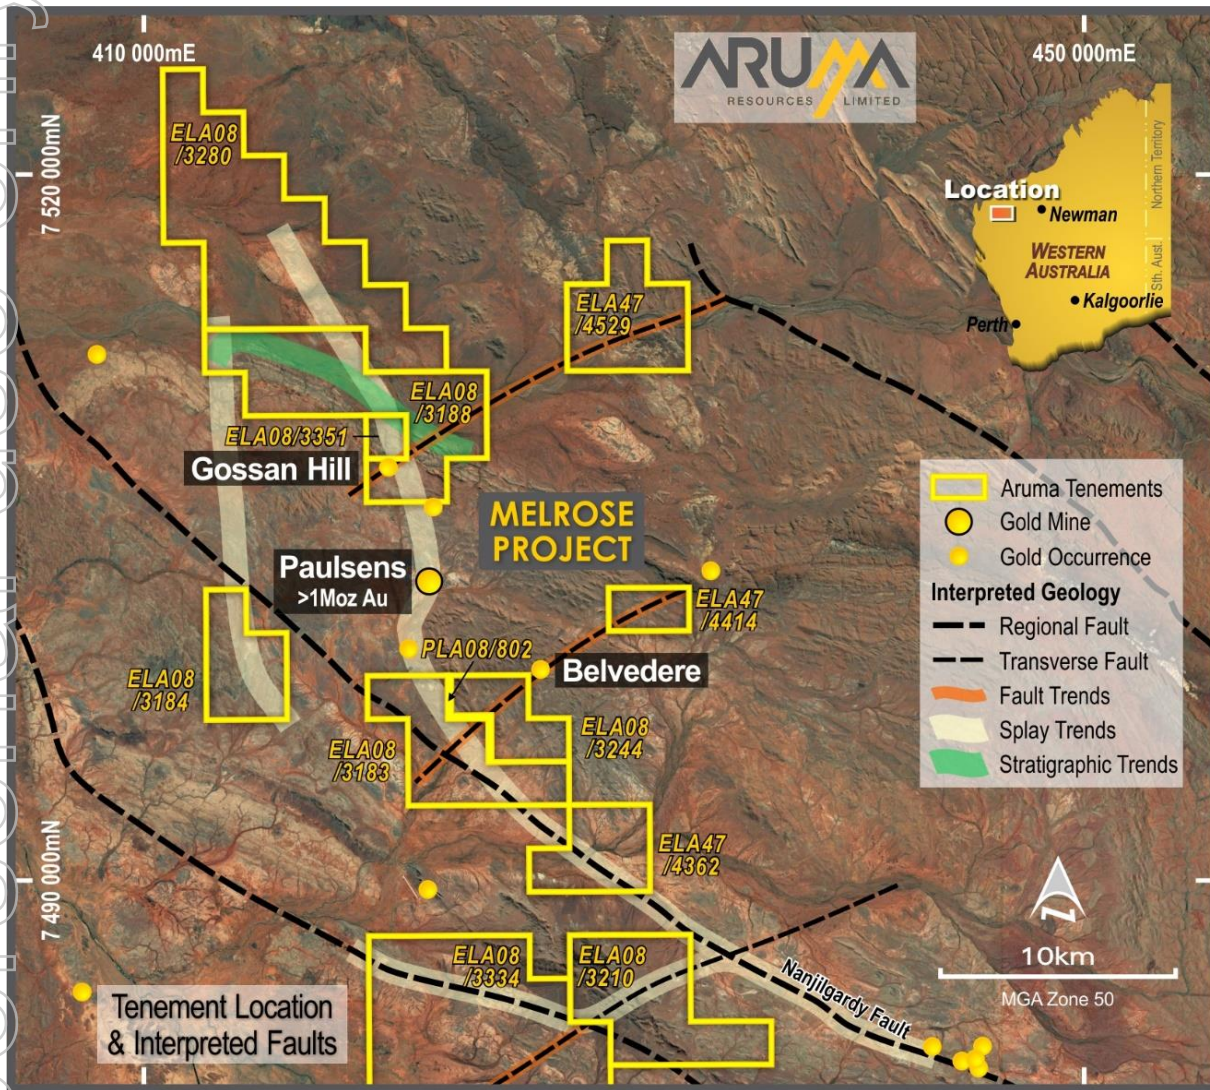 410 000mE
450 000mE
ARUMA
RESOURCES LIMITED
7 520 000mN
ELA08
/3280
Location
Newman
WESTERN
AUSTRALIA
Northern Territory
Sth. Aust.
Kalgoorlie
Perth
ELA47
/4529
ELA08
/3188
ELA08/3351
Gossan Hill
MELROSE
PROJECT
Paulsens
>1Moz Au
ELA47
/4414
PLA08/802
Belvedere
ELA08
/3184
ELA08
/3183
ELA08
/3244
ELA47
/4362
Aruma Tenements
Gold Mine
Gold Occurrence
Interpreted Geology
Regional Fault
Transverse Fault
Fault Trends
Splay Trends
Stratigraphic Trends
7 490 000mN
ELA08
/3334
ELA08
/3210
Nanjilgardy Fault
N
10km
MGA Zone 50
Tenement Location
& Interpreted Faults